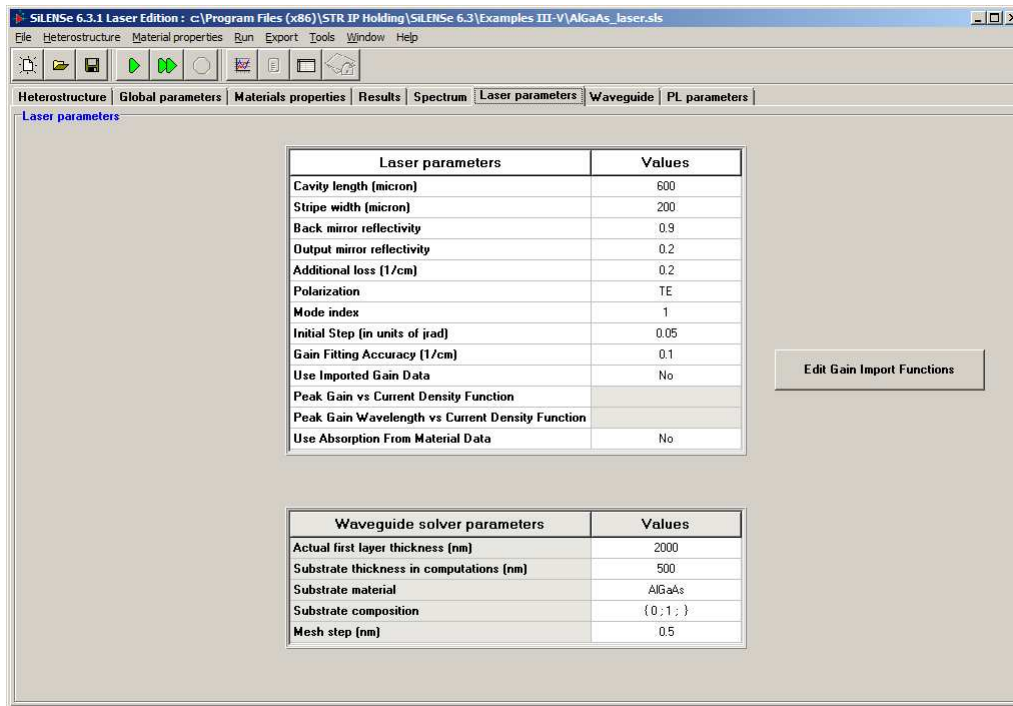 SiLENSe 6.3.1 Laser Edition : c:\Program Files (x86)\STR IP Holding\SiLENSe 6.3\Examples III-V\AlGaAs_laser.sls
File Heterostructure Material properties Run Export Tools Window Help
Heterostructure Global parameters Materials properties Results Spectrum Laser parameters Waveguide PL parameters
Laser parameters
Laser parameters Values
Cavity length (micron) 600
Stripe width (micron) 200
Back mirror reflectivity 0.9
Output mirror reflectivity 0.2
Additional loss (1/cm) 0.2
Polarization TE
Mode index 1
Initial Step (in units of jrad) 0.05
Gain Fitting Accuracy (1/cm) 0.1
Use Imported Gain Data No
Peak Gain vs Current Density Function
Peak Gain Wavelength vs Current Density Function
Use Absorption From Material Data No
Edit Gain Import Functions
Waveguide solver parameters Values
Actual first layer thickness (nm) 2000
Substrate thickness in computations (nm) 500
Substrate material AlGaAs
Substrate composition { 0 ; 1 ; }
Mesh step (nm) 0.5